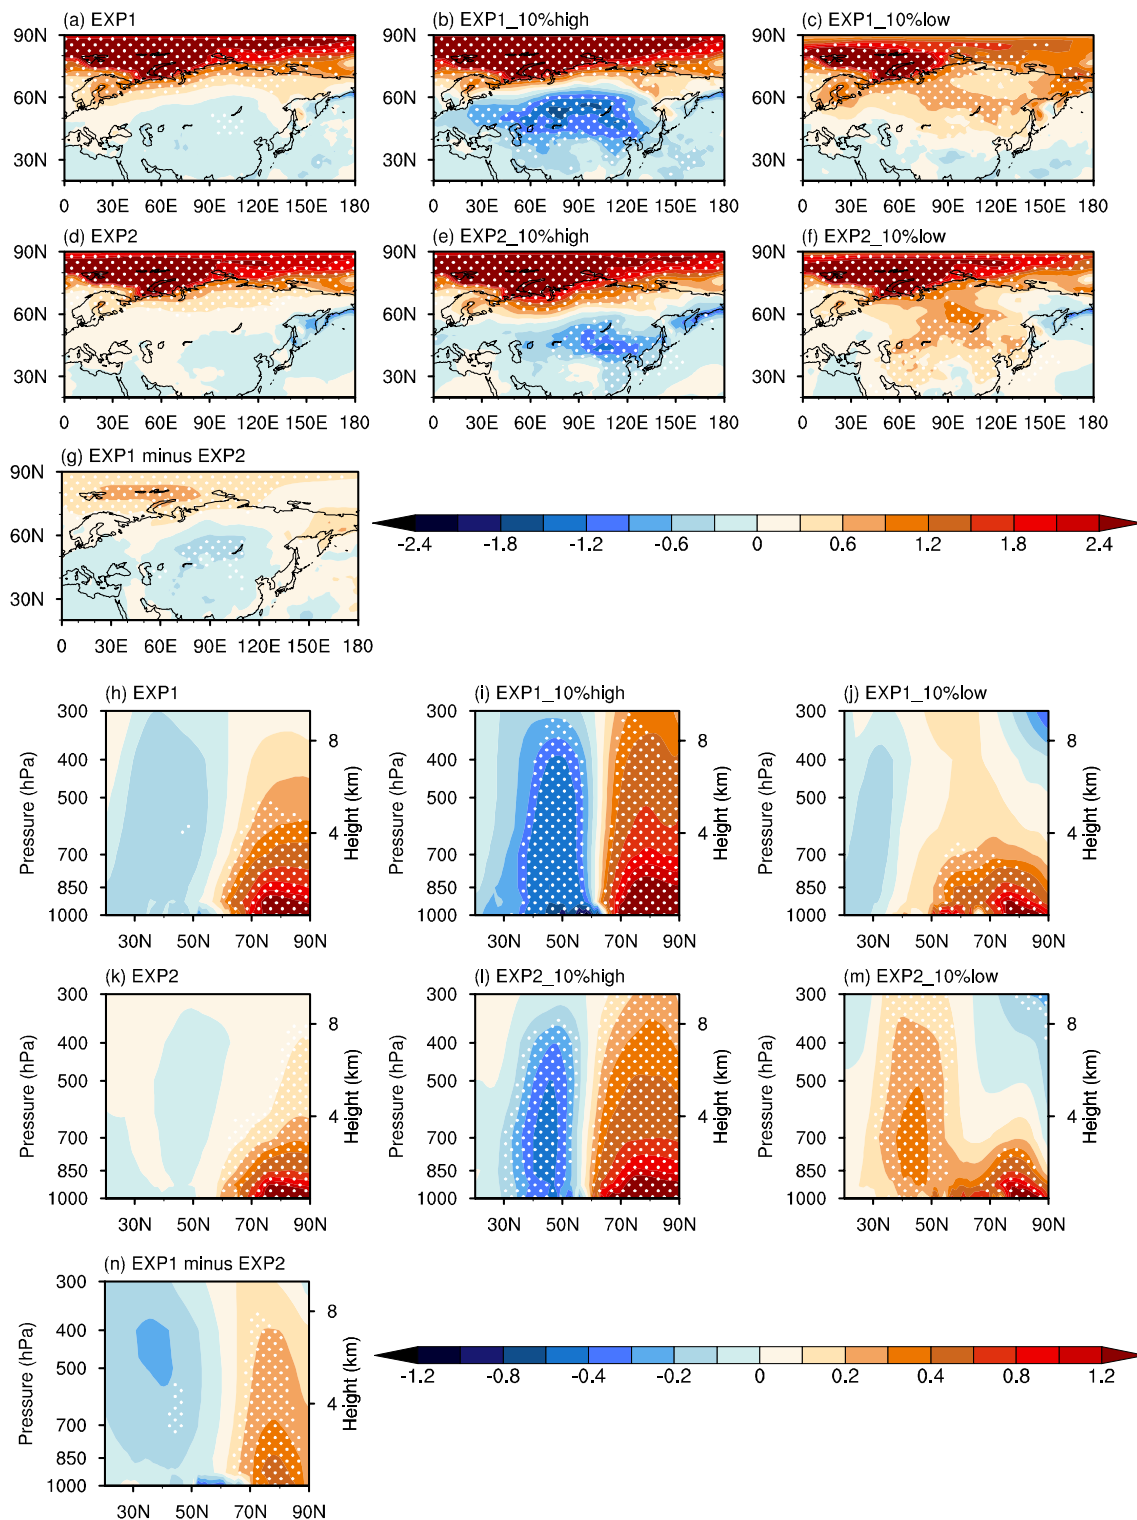 (a) EXP1 (b) EXP1_10%high (c) EXP1_10%low
90N 90N 90N
60N 60N 60N
30N 30N 30N
0 30E 60E 90E 120E 150E 180 0 30E 60E 90E 120E 150E 180 0 30E 60E 90E 120E 150E 180
(d) EXP2 (e) EXP2_10%high (f) EXP2_10%low
90N 90N 90N
60N 60N 60N
30N 30N 30N
0 30E 60E 90E 120E 150E 180 0 30E 60E 90E 120E 150E 180 0 30E 60E 90E 120E 150E 180
(g) EXP1 minus EXP2
90N
60N
30N
0 30E 60E 90E 120E 150E 180
-2.4 -1.8 -1.2 -0.6 0 0.6 1.2 1.8 2.4
(h) EXP1 (i) EXP1_10%high (j) EXP1_10%low
300 300 300
400 8 400 8 400 8
500 500 500
4 4 4
700 700 700
850 850 850
1000 1000 1000
Pressure (hPa) Height (km) Pressure (hPa) Height (km) Pressure (hPa) Height (km)
30N 50N 70N 90N 30N 50N 70N 90N 30N 50N 70N 90N
(k) EXP2 (l) EXP2_10%high (m) EXP2_10%low
300 300 300
400 8 400 8 400 8
500 500 500
4 4 4
700 700 700
850 850 850
1000 1000 1000
Pressure (hPa) Height (km) Pressure (hPa) Height (km) Pressure (hPa) Height (km)
30N 50N 70N 90N 30N 50N 70N 90N 30N 50N 70N 90N
(n) EXP1 minus EXP2
300
400 8
500
4
700
850
1000
Pressure (hPa) Height (km)
30N 50N 70N 90N
-1.2 -0.8 -0.4 -0.2 0 0.2 0.4 0.8 1.2